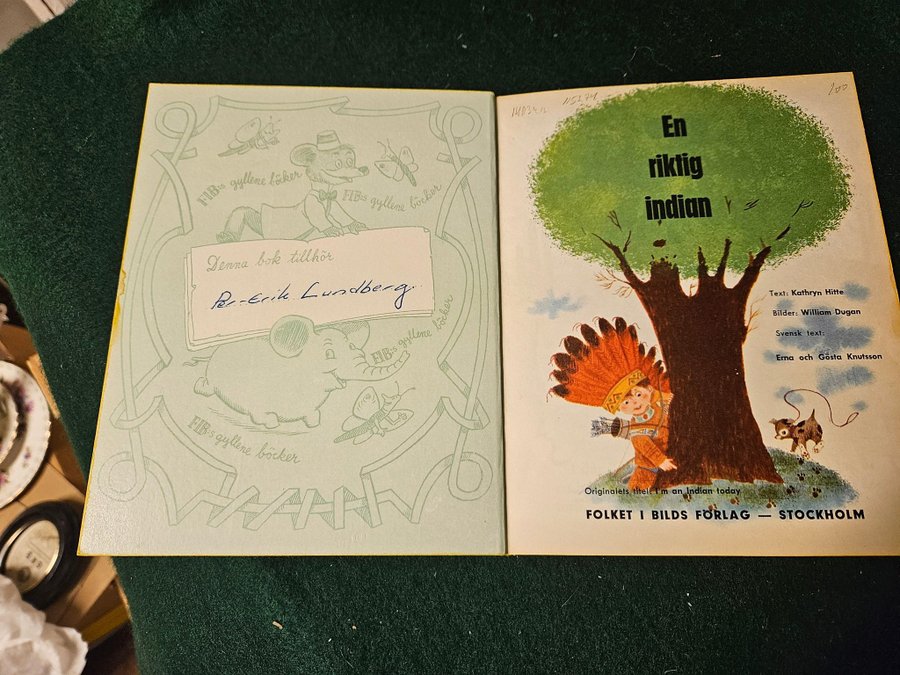 FIB:s gyllene böcker
FIB:s gyllene böcker
Denna bok tillhör
Per-Erik Lundberg.
FIB:s gyllene böcker
FIB:s gyllene böcker
200
En
riktig
indian
Text: Kathryn Hitte
Bilder: William Dugan
Svensk text:
Erna och Gösta Knutsson
Originalets titel: I'm an Indian today
FOLKET I BILDS FÖRLAG — STOCKHOLM